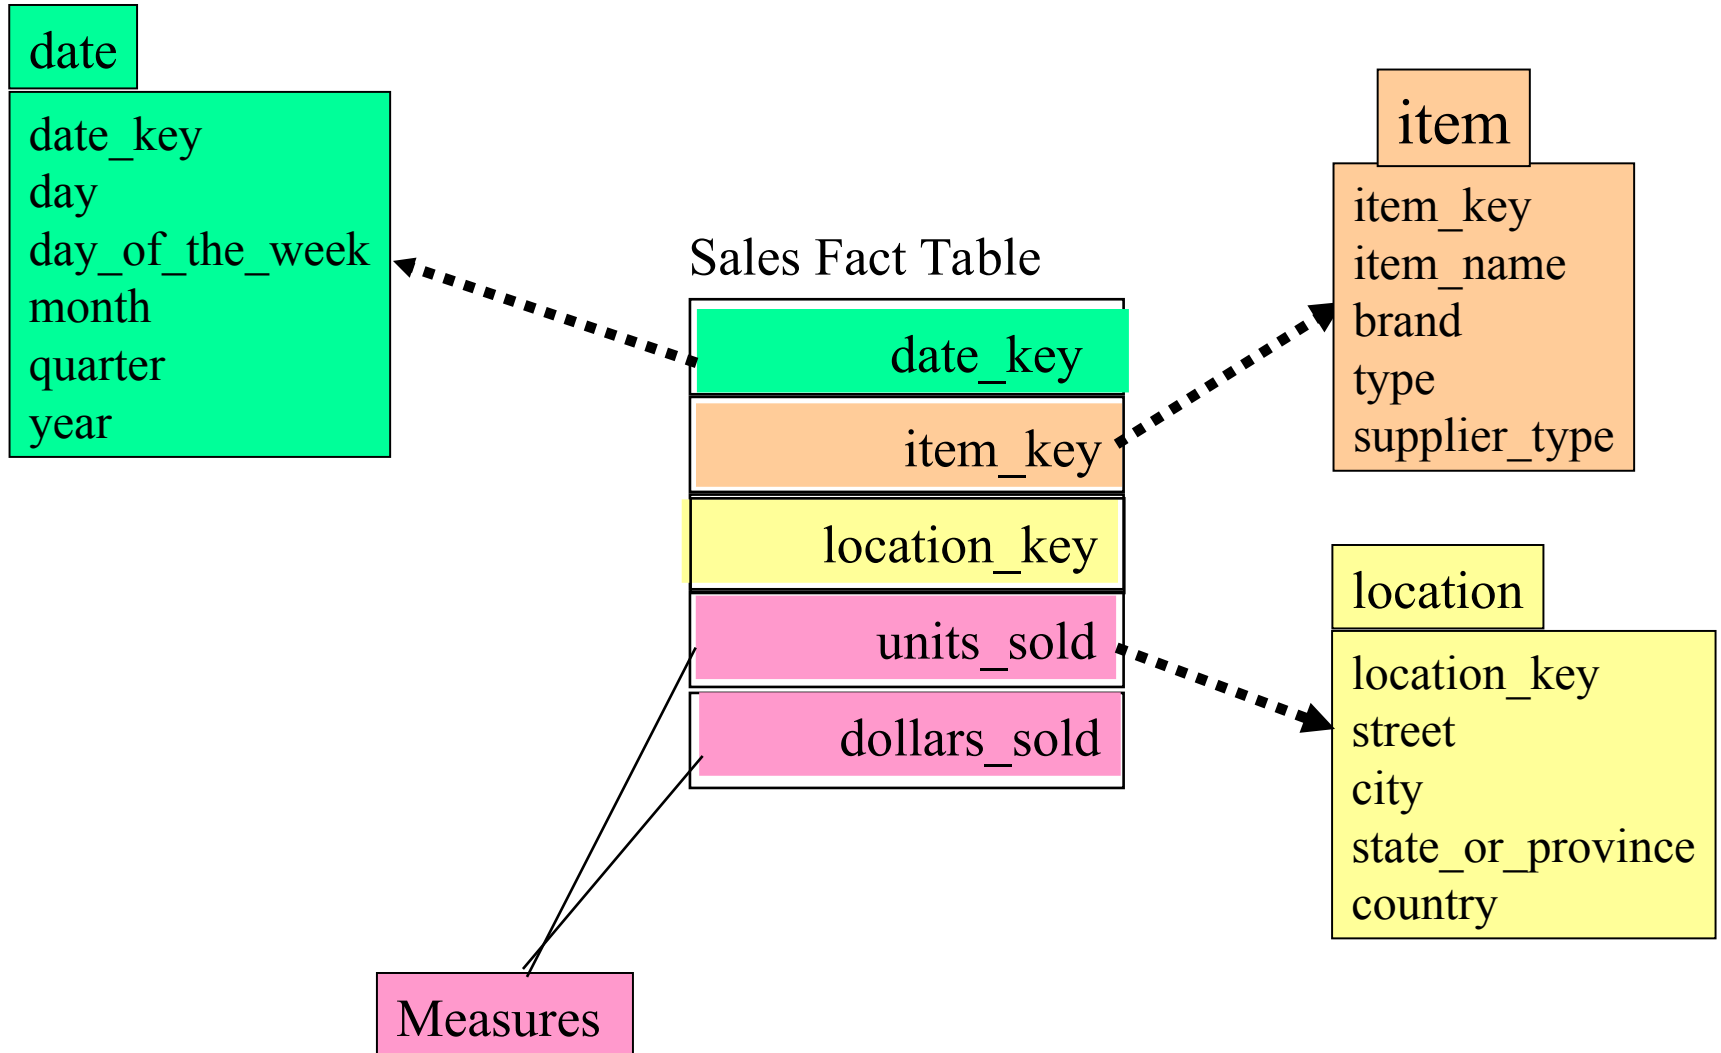 date
date_key
day
day_of_the_week
month
quarter
year
Sales Fact Table
date_key
item_key
location_key
units_sold
dollars_sold
Measures
item
item_key
item_name
brand
type
supplier_type
location
location_key
street
city
state_or_province
country